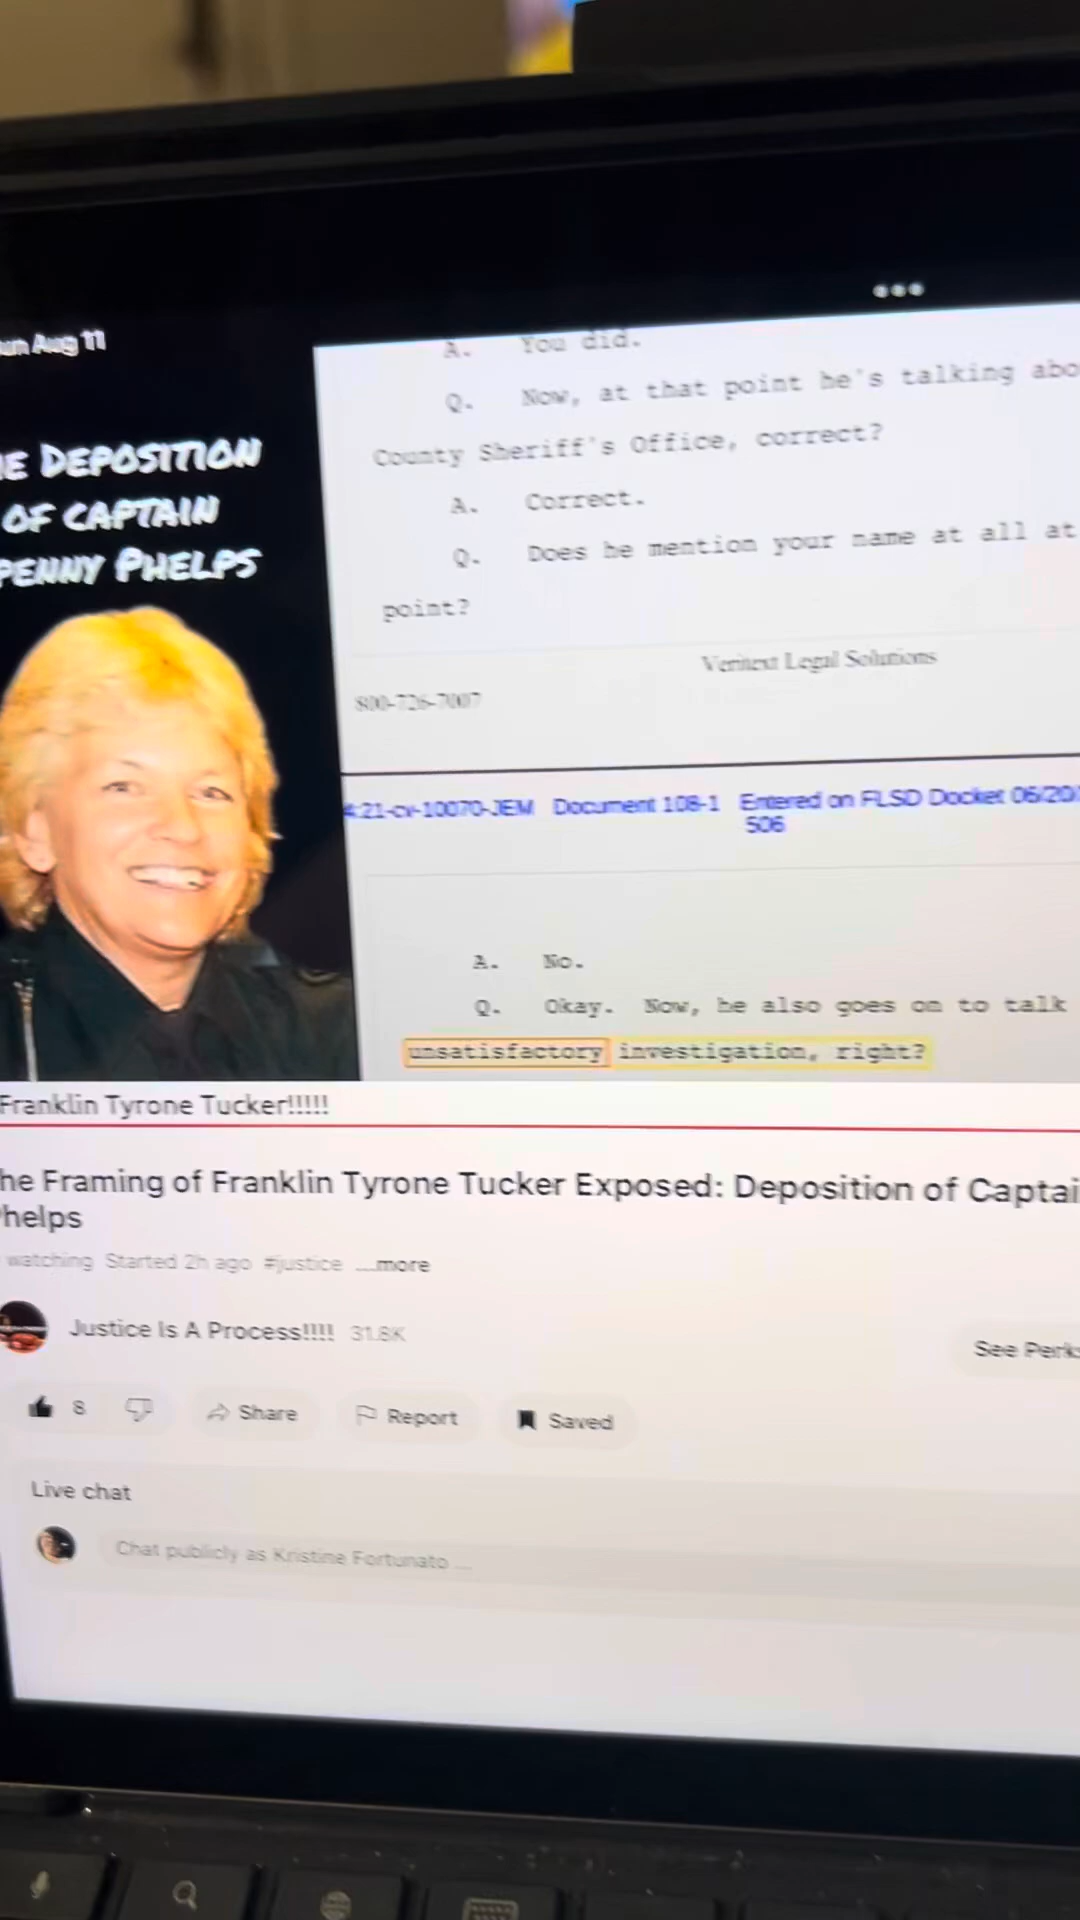 Aug 11
DEPOSITION
OF CAPTAIN
PENNY PHELPS
A. You did.
Q. Now, at that point he's talking
County Sheriff's Office, correct?
A. Correct.
Q. Does he mention your name at all at
point?
Veritext Legal Solutions
800-726-7007
4:21-cv-10070-JEM Document 108-1 Entered on FLSD Docket 06/20/
506
A. No.
Q. Okay. Now, he also goes on to talk
unsatisfactory investigation, right?
Franklin Tyrone Tucker!!!!!
he Framing of Franklin Tyrone Tucker Exposed: Deposition of Captai
helps
watching Started 2h ago #justice ...more
Justice Is A Process!!!! 31.8K
See Perks
8
Share
Report
Saved
Live chat
Chat publicly as Kristine Fortunato ...